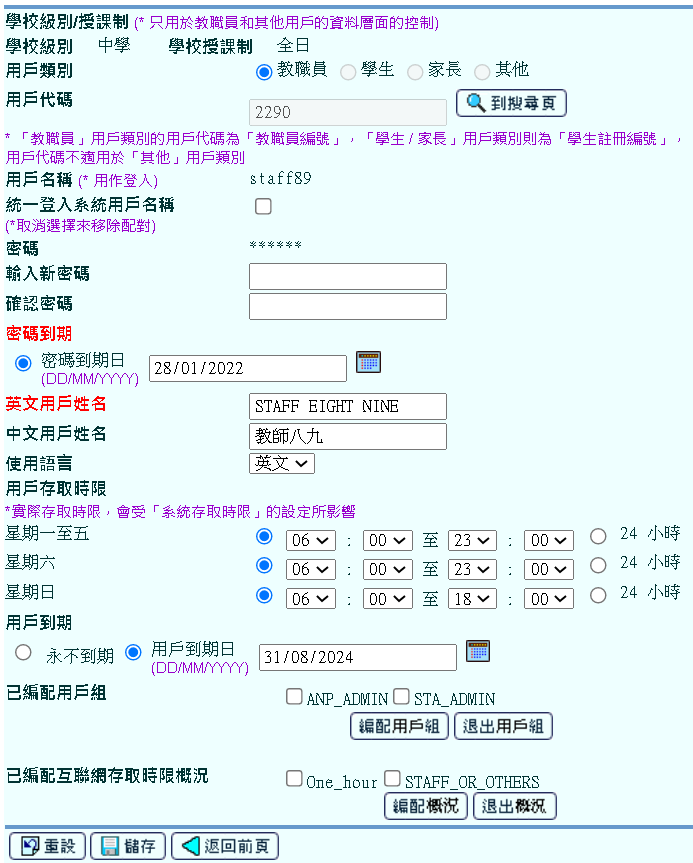 學校級別/授課制 (* 只用於教職員和其他用戶的資料層面的控制)
學校級別 中學 學校授課制 全日
用戶類別 教職員 學生 家長 其他
用戶代碼 2290 到搜尋頁
* 「教職員」用戶類別的用戶代碼為「教職員編號」，「學生 / 家長」用戶類別則為「學生註冊編號」，
用戶代碼不適用於「其他」用戶類別
用戶名稱 (* 用作登入) staff89
統一登入系統用戶名稱
(*取消選擇來移除配對)
密碼 ******
輸入新密碼
確認密碼
密碼到期
密碼到期日 28/01/2022
(DD/MM/YYYY)
英文用戶姓名 STAFF EIGHT NINE
中文用戶姓名 教師八九
使用語言 英文
用戶存取時限
*實際存取時限，會受「系統存取時限」的設定所影響
星期一至五 06 : 00 至 23 : 00 24 小時
星期六 06 : 00 至 23 : 00 24 小時
星期日 06 : 00 至 18 : 00 24 小時
用戶到期
永不到期 用戶到期日 31/08/2024
(DD/MM/YYYY)
已編配用戶組 ANP_ADMIN STA_ADMIN
編配用戶組 退出用戶組
已編配互聯網存取時限概況 One_hour STAFF_OR_OTHERS
編配概況 退出概況
重設 儲存 返回前頁